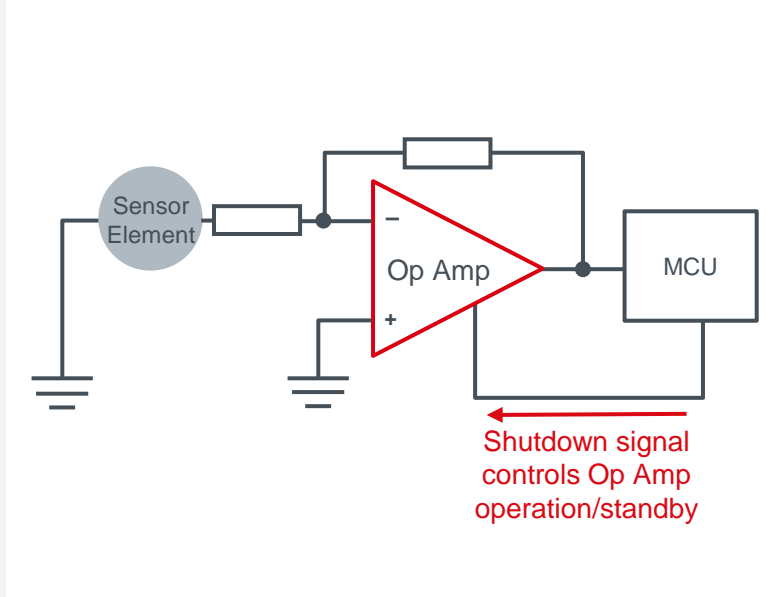 Sensor
Element
−
Op Amp
+
MCU
Shutdown signal
controls Op Amp
operation/standby